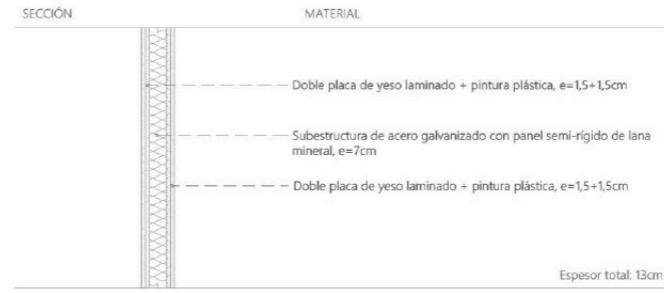 SECCIÓN MATERIAL
Doble placa de yeso laminado + pintura plástica, e=1,5+1,5cm
Subestructura de acero galvanizado con panel semi-rígido de lana
mineral, e=7cm
Doble placa de yeso laminado + pintura plástica, e=1,5+1,5cm
Espesor total: 13cm